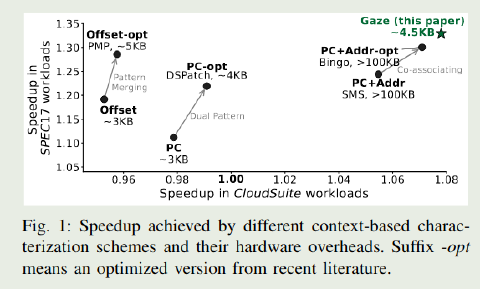 Gaze (this paper)
~4.5KB
Offset-opt
PMP, ~5KB
PC-opt
DSPatch, ~4KB
PC+Addr-opt
Bingo, >100KB
Co-associating
PC+Addr
SMS, >100KB
Pattern
Merging
Offset
~3KB
Dual Pattern
PC
~3KB
Speedup in
SPEC17 workloads
1.35
1.30
1.25
1.20
1.15
1.10
1.05
0.96 0.98 1.00 1.02 1.04 1.06 1.08
Speedup in CloudSuite workloads
Fig. 1: Speedup achieved by different context-based charac-
terization schemes and their hardware overheads. Suffix -opt
means an optimized version from recent literature.